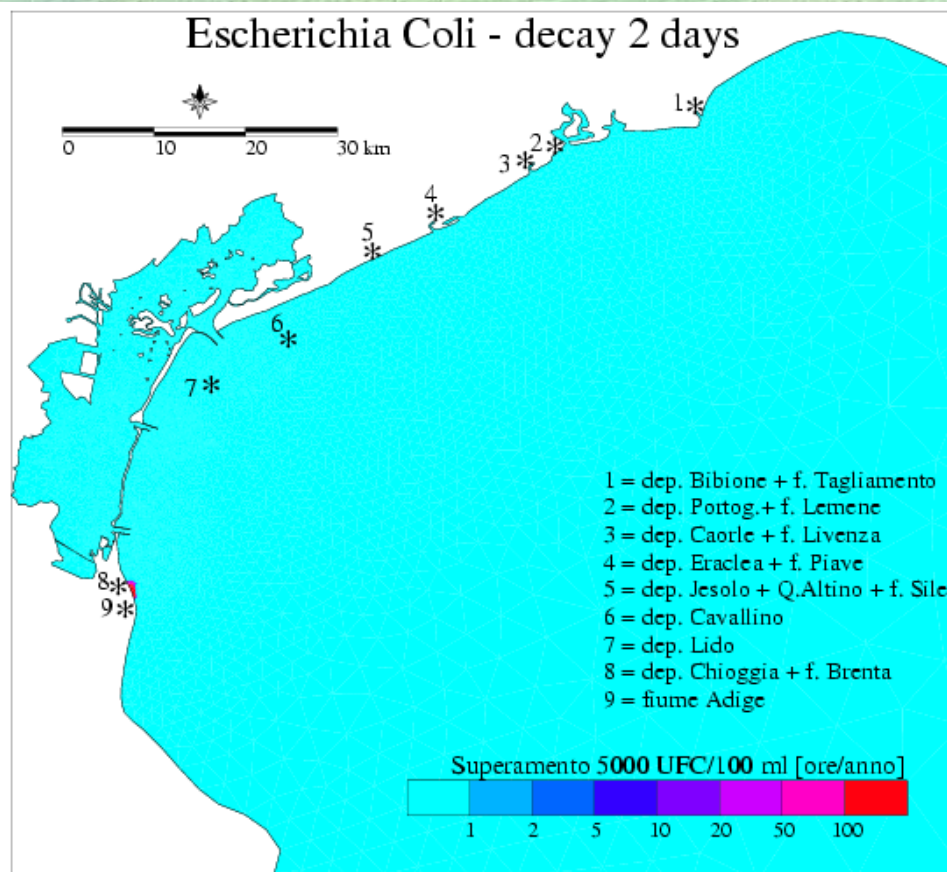 Escherichia Coli - decay 2 days
0 10 20 30 km
1
2
3
4
5
6
7
8
9
1 = dep. Bibione + f. Tagliamento
2 = dep. Portog.+ f. Lemene
3 = dep. Caorle + f. Livenza
4 = dep. Eraclea + f. Piave
5 = dep. Jesolo + Q.Altino + f. Sile
6 = dep. Cavallino
7 = dep. Lido
8 = dep. Chioggia + f. Brenta
9 = fiume Adige
Superamento 5000 UFC/100 ml [ore/anno]
1 2 5 10 20 50 100